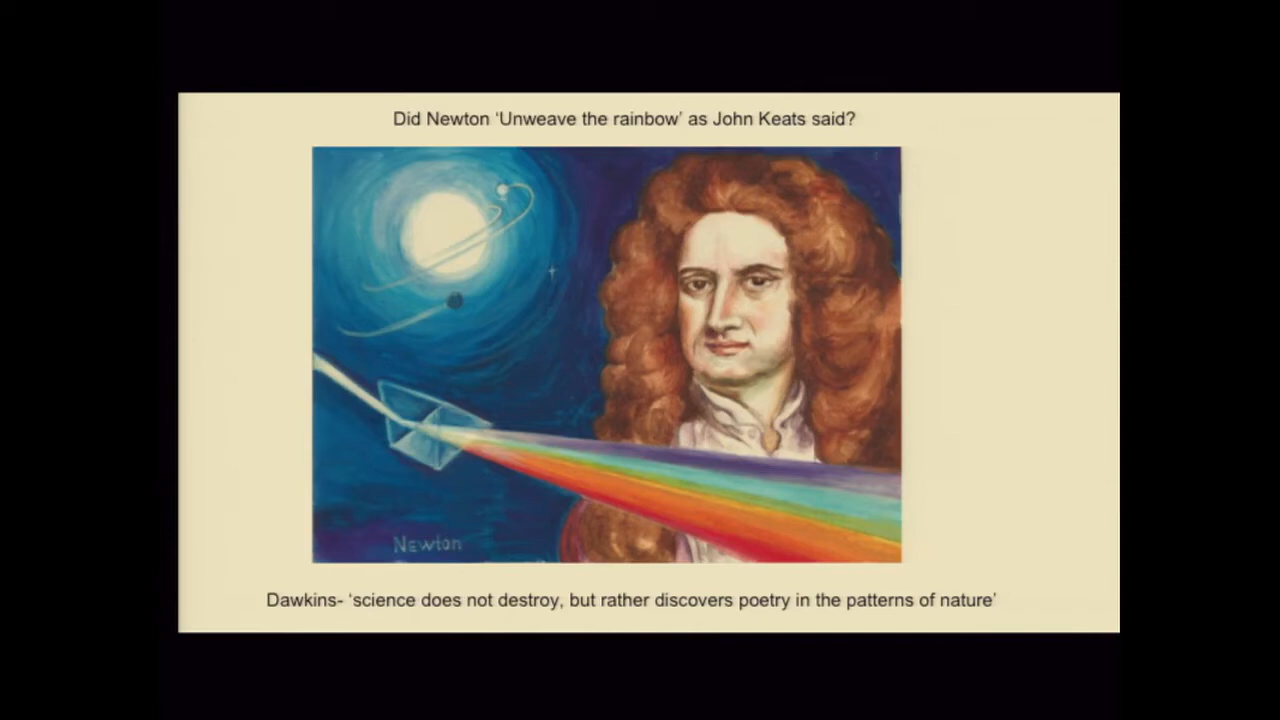 Did Newton ‘Unweave the rainbow’ as John Keats said?
Newton
Dawkins- ‘science does not destroy, but rather discovers poetry in the patterns of nature’